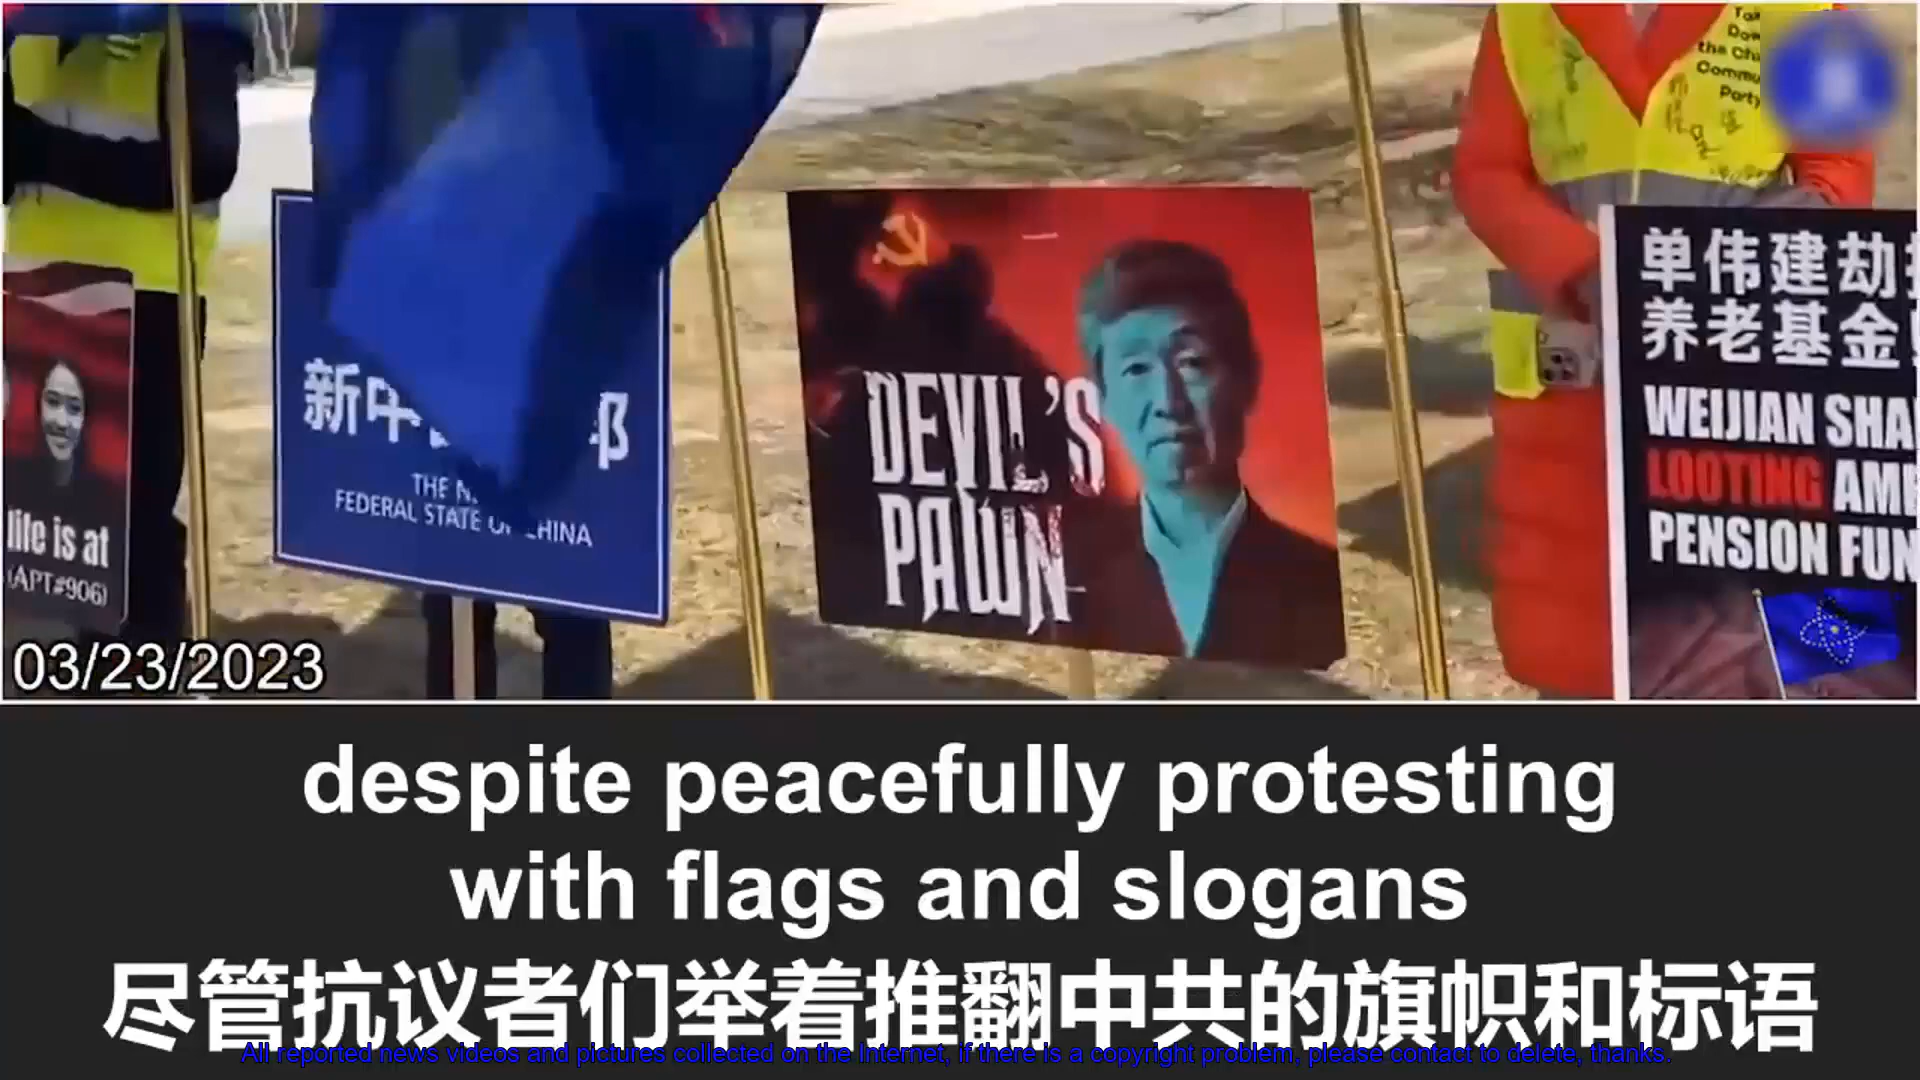 the Chi
Party
单伟建劫
养老基金
WEIJIAN SHA
LOOTING AME
PENSION FUN
新中
THE N
FEDERAL STATE OF CHINA
DEVIL'S
PAWN
life is at
(APT#906)
03/23/2023
despite peacefully protesting
with flags and slogans
尽管抗议者们举着推翻中共的旗帜和标语
All reported news videos and pictures collected on the Internet, if there is a copyright problem, please contact to delete, thanks.